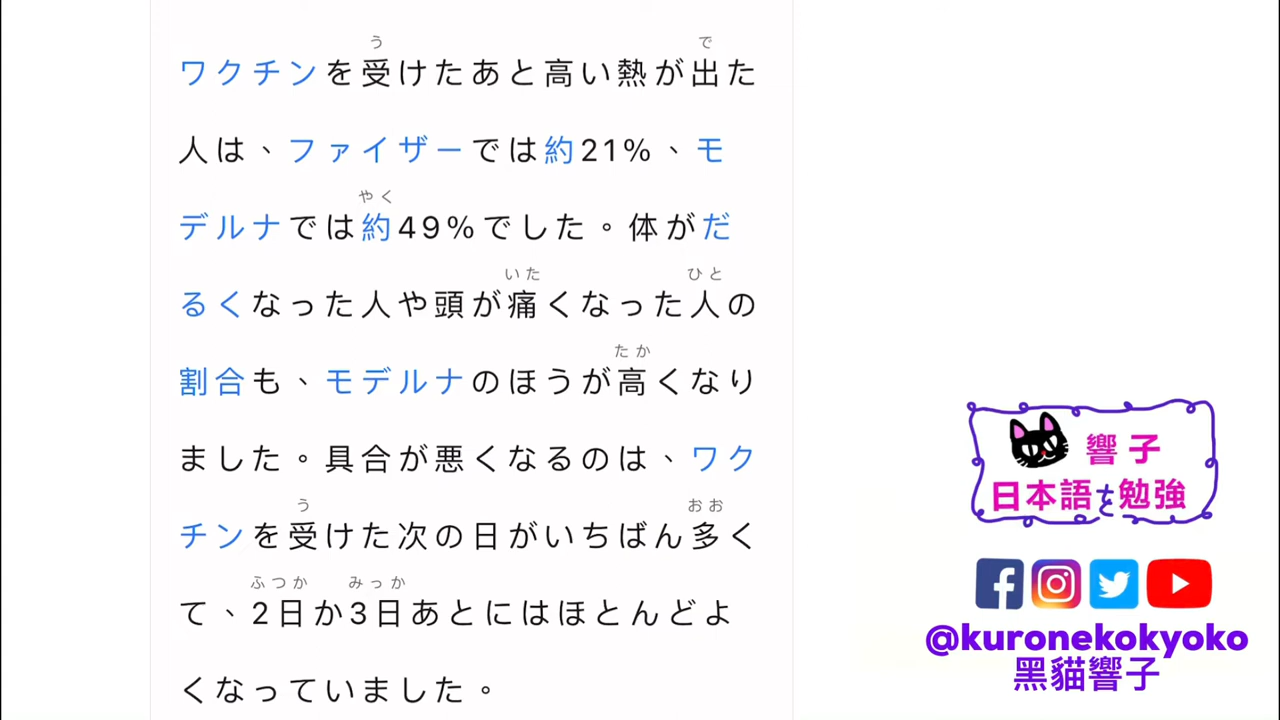 う で
ワクチンを受けたあと高い熱が出た
人は、ファイザーでは約21%、モ
やく
デルナでは約49%でした。体がだ
いた ひと
るくなった人や頭が痛くなった人の
たか
割合も、モデルナのほうが高くなり
ました。具合が悪くなるのは、ワク
う おお
チンを受けた次の日がいちばん多く
ふつか みっか
て、2日か3日あとにはほとんどよ
くなっていました。
響子
日本語を勉強
@kuronekokyoko
黑貓響子